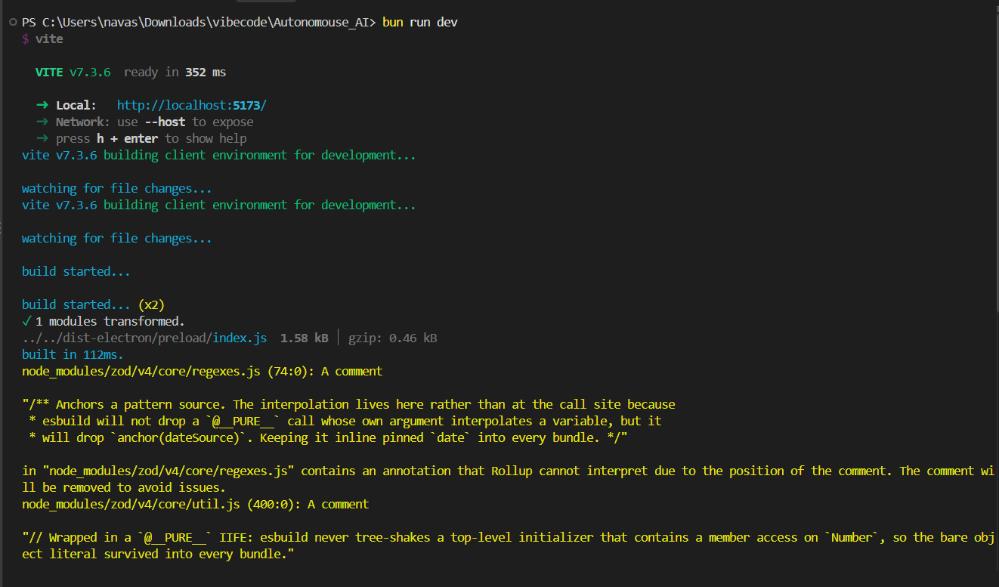 PS C:\Users\navas\Downloads\vibecode\Autonomouse_AI> bun run dev
$ vite
VITE v7.3.6 ready in 352 ms
➜ Local: http://localhost:5173/
➜ Network: use --host to expose
➜ press h + enter to show help
vite v7.3.6 building client environment for development...
watching for file changes...
vite v7.3.6 building client environment for development...
watching for file changes...
build started...
build started... (x2)
✓ 1 modules transformed.
../../dist-electron/preload/index.js 1.58 kB │ gzip: 0.46 kB
built in 112ms.
node_modules/zod/v4/core/regexes.js (74:0): A comment
"/** Anchors a pattern source. The interpolation lives here rather than at the call site because
* esbuild will not drop a `@__PURE__` call whose own argument interpolates a variable, but it
* will drop `anchor(dateSource)`. Keeping it inline pinned `date` into every bundle. */"
in "node_modules/zod/v4/core/regexes.js" contains an annotation that Rollup cannot interpret due to the position of the comment. The comment wi
ll be removed to avoid issues.
node_modules/zod/v4/core/util.js (400:0): A comment
"// Wrapped in a `@__PURE__` IIFE: esbuild never tree-shakes a top-level initializer that contains a member access on `Number`, so the bare obj
ect literal survived into every bundle."